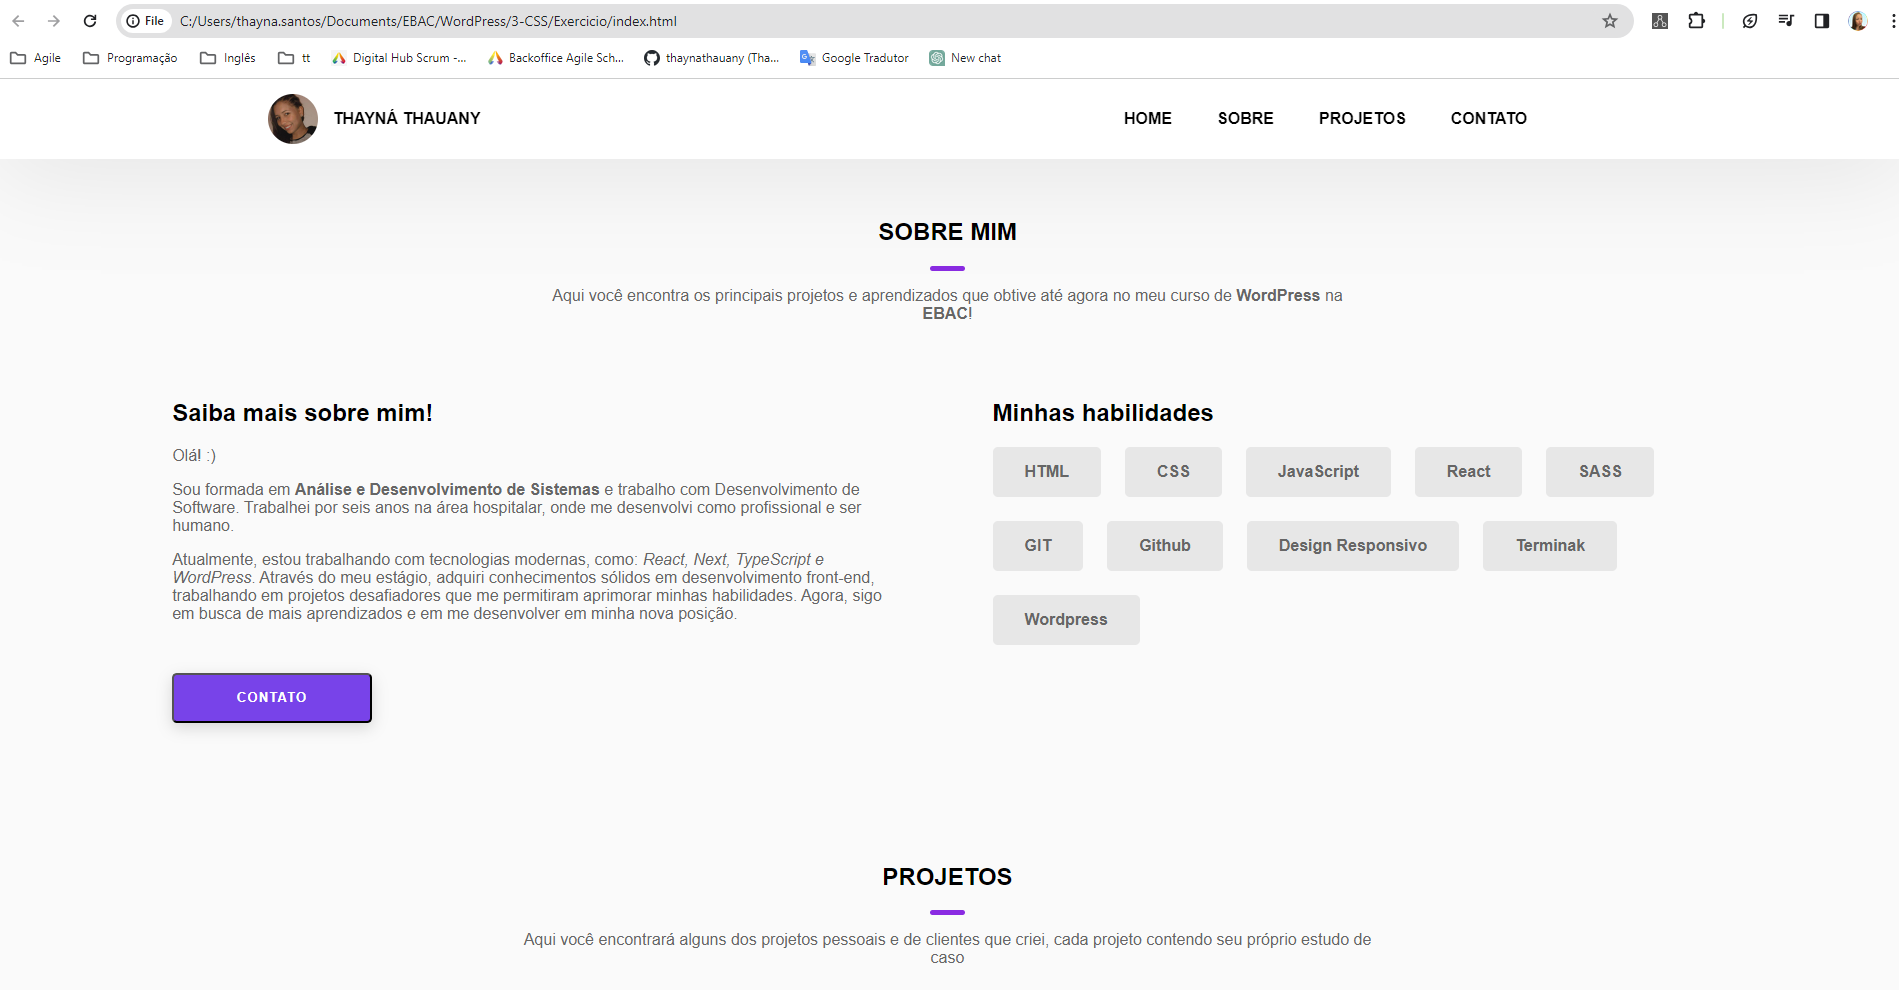 File C:/Users/thayna.santos/Documents/EBAC/WordPress/3-CSS/Exercicio/index.html
Agile Programação Inglês tt Digital Hub Scrum -... Backoffice Agile Sch... thaynathauany (Tha... Google Tradutor New chat
THAYNÁ THAUANY HOME SOBRE PROJETOS CONTATO
SOBRE MIM
Aqui você encontra os principais projetos e aprendizados que obtive até agora no meu curso de WordPress na
EBAC!
Saiba mais sobre mim!
Olá! :)
Sou formada em Análise e Desenvolvimento de Sistemas e trabalho com Desenvolvimento de
Software. Trabalhei por seis anos na área hospitalar, onde me desenvolvi como profissional e ser
humano.
Atualmente, estou trabalhando com tecnologias modernas, como: React, Next, TypeScript e
WordPress. Através do meu estágio, adquiri conhecimentos sólidos em desenvolvimento front-end,
trabalhando em projetos desafiadores que me permitiram aprimorar minhas habilidades. Agora, sigo
em busca de mais aprendizados e em me desenvolver em minha nova posição.
CONTATO
Minhas habilidades
HTML CSS JavaScript React SASS
GIT Github Design Responsivo Terminak
Wordpress
PROJETOS
Aqui você encontrará alguns dos projetos pessoais e de clientes que criei, cada projeto contendo seu próprio estudo de
caso